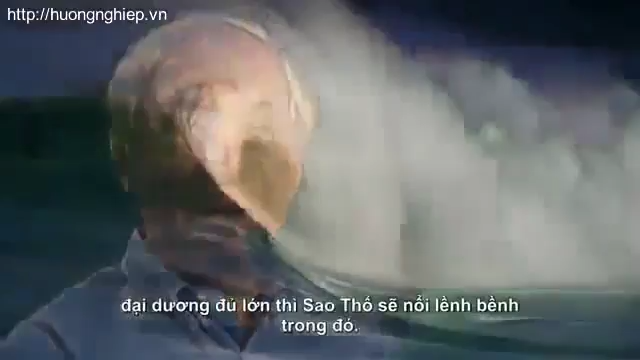 http://huongnghiep.vn
đại dương đủ lớn thì Sao Thổ sẽ nổi lềnh bềnh
trong đó.